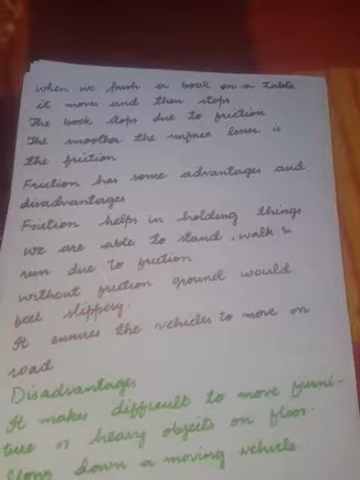 when we push a book on a table
it moves and then stops
The book stops due to friction
The smoother the surface lesser is
the friction
Friction has some advantages and
disadvantages
Friction helps in holding things
we are able to stand, walk &
run due to friction
without friction ground would
feel slippery.
It ensures the vehicles to move on
road
Disadvantages
It makes difficult to move furni-
ture or heavy objects on floor.
Slows down a moving vehicle